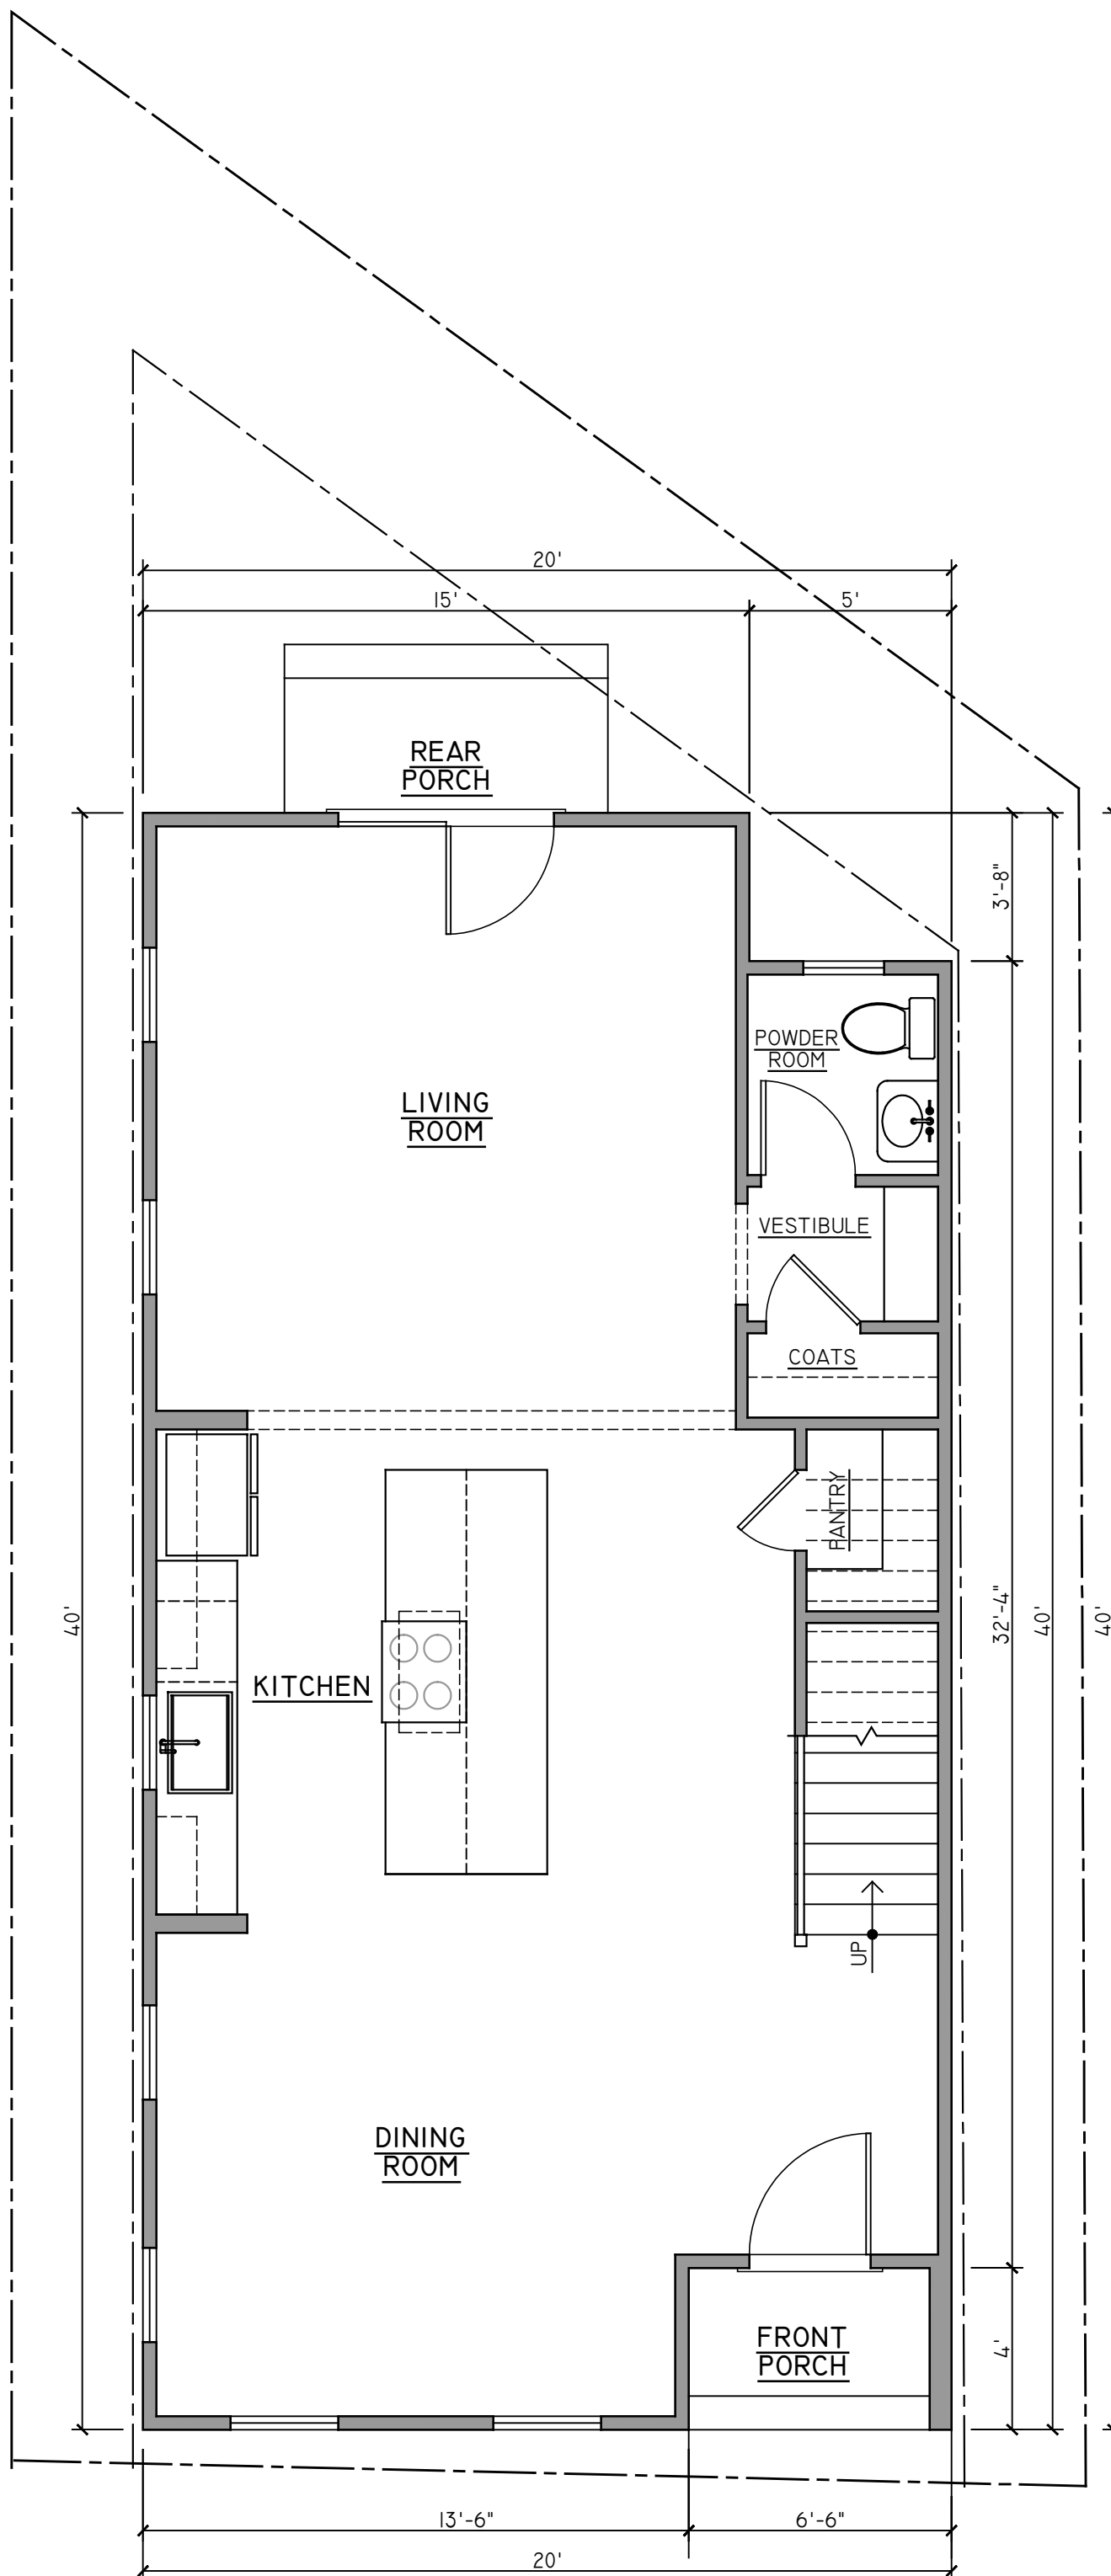 20'
15'
5'
REAR
PORCH
3'-8"
POWDER
ROOM
LIVING
ROOM
VESTIBULE
COATS
PANTRY
40'
32'-4"
40'
40'
KITCHEN
UP
DINING
ROOM
FRONT
PORCH
4'
13'-6"
6'-6"
20'